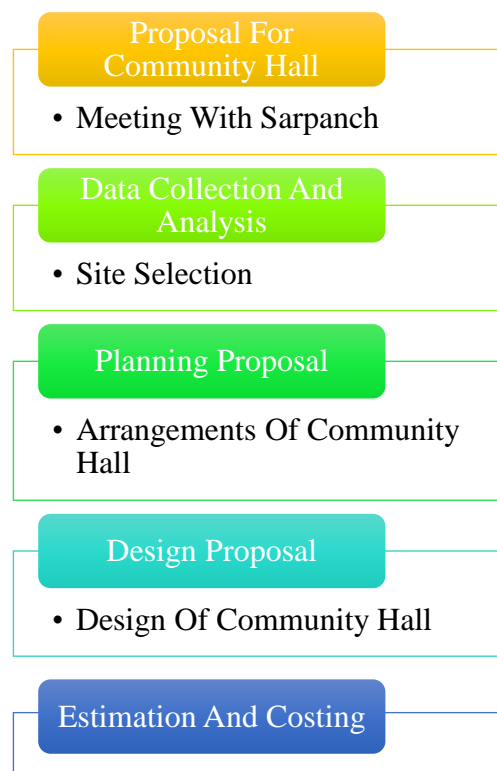 Proposal For
Community Hall
• Meeting With Sarpanch
Data Collection And
Analysis
• Site Selection
Planning Proposal
• Arrangements Of Community
Hall
Design Proposal
• Design Of Community Hall
Estimation And Costing